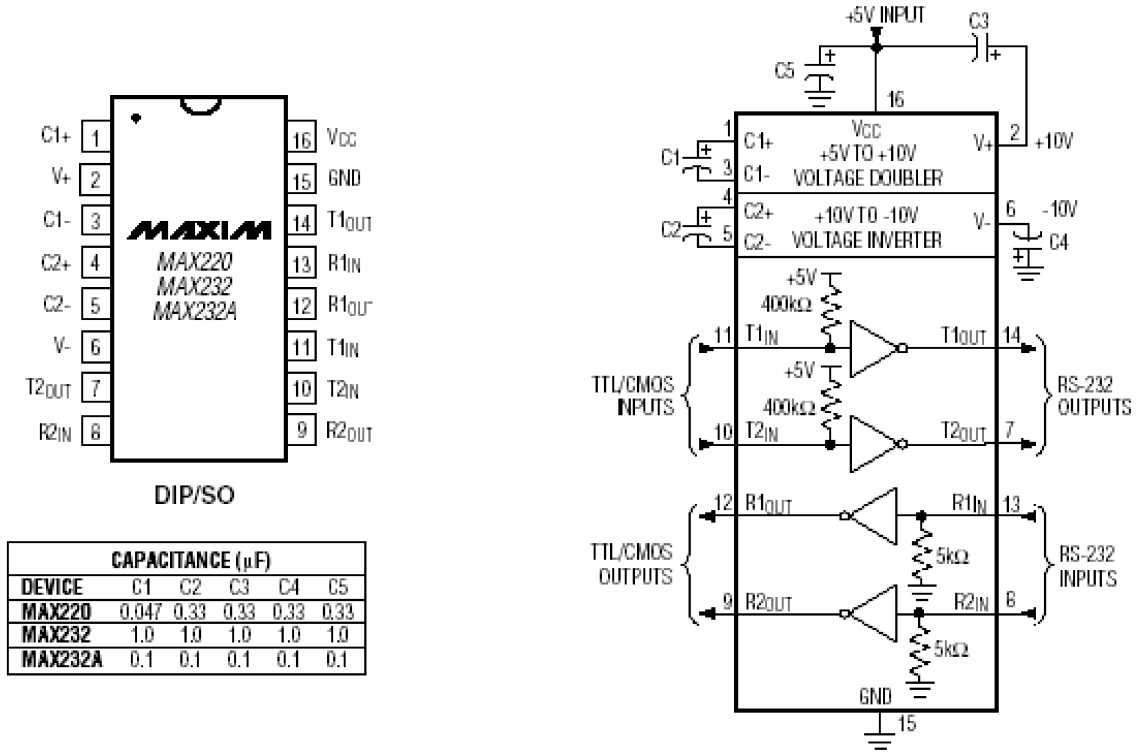 C1+ 1 16 VCC
V+ 2 15 GND
C1- 3 14 T1OUT
C2+ 4 13 R1IN
C2- 5 12 R1OUT
V- 6 11 T1IN
T2OUT 7 10 T2IN
R2IN 8 9 R2OUT
MAXIM
MAX220
MAX232
MAX232A
DIP/SO
CAPACITANCE (µF)
DEVICE C1 C2 C3 C4 C5
MAX220 0.047 0.33 0.33 0.33 0.33
MAX232 1.0 1.0 1.0 1.0 1.0
MAX232A 0.1 0.1 0.1 0.1 0.1
+5V INPUT
C3
+
C5
+
16
VCC
1
C1+
C1
+
3
C1-
+5V TO +10V
VOLTAGE DOUBLER
V+
2
+10V
+
4
C2+
C2
+
5
C2-
+10V TO -10V
VOLTAGE INVERTER
V-
6
-10V
C4
+
+5V
400kΩ
11
T1IN
T1OUT
14
+5V
400kΩ
TTL/CMOS
INPUTS
RS-232
OUTPUTS
10
T2IN
T2OUT
7
12
R1OUT
R1IN
13
5kΩ
TTL/CMOS
OUTPUTS
RS-232
INPUTS
9
R2OUT
R2IN
8
5kΩ
GND
15